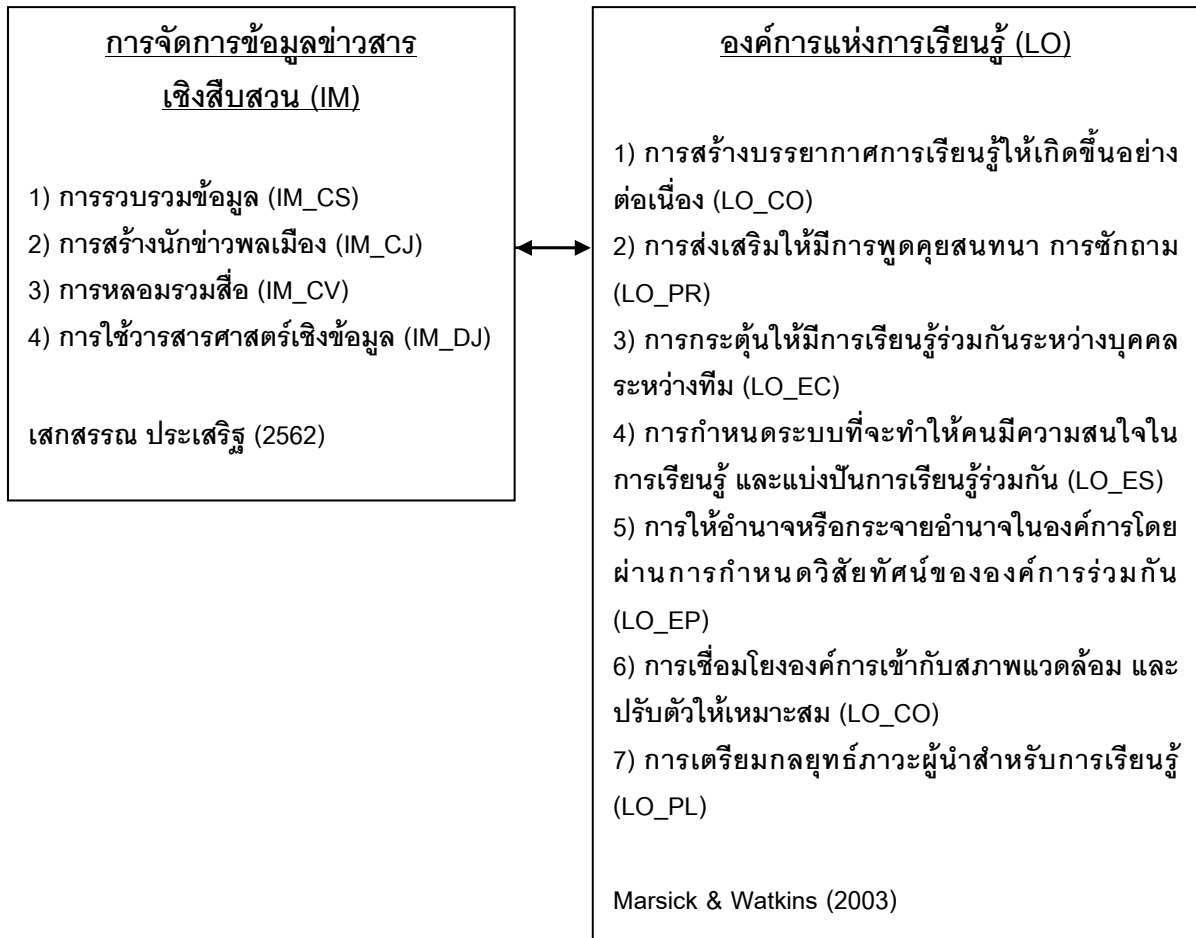 การจัดการข้อมูลข่าวสาร
เชิงสืบสวน (IM)
1) การรวบรวมข้อมูล (IM_CS)
2) การสร้างนักข่าวพลเมือง (IM_CJ)
3) การหลอมรวมสื่อ (IM_CV)
4) การใช้วารสารศาสตร์เชิงข้อมูล (IM_DJ)
เสกสรรณ ประเสริฐ (2562)
องค์การแห่งการเรียนรู้ (LO)
1) การสร้างบรรยากาศการเรียนรู้ให้เกิดขึ้นอย่าง
ต่อเนื่อง (LO_CO)
2) การส่งเสริมให้มีการพูดคุยสนทนา การซักถาม
(LO_PR)
3) การกระตุ้นให้มีการเรียนรู้ร่วมกันระหว่างบุคคล
ระหว่างทีม (LO_EC)
4) การกำหนดระบบที่จะทำให้คนมีความสนใจใน
การเรียนรู้ และแบ่งปันการเรียนรู้ร่วมกัน (LO_ES)
5) การให้อำนาจหรือกระจายอำนาจในองค์การโดย
ผ่านการกำหนดวิสัยทัศน์ขององค์การร่วมกัน
(LO_EP)
6) การเชื่อมโยงองค์การเข้ากับสภาพแวดล้อม และ
ปรับตัวให้เหมาะสม (LO_CO)
7) การเตรียมกลยุทธ์ภาวะผู้นำสำหรับการเรียนรู้
(LO_PL)
Marsick & Watkins (2003)